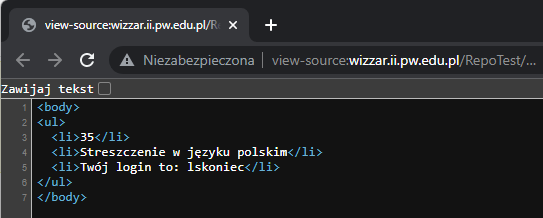 view-source:wizzar.ii.pw.edu.pl/R
Niezabezpieczona | view-source:wizzar.ii.pw.edu.pl/RepoTest/...
Zawijaj tekst
1 <body>
2 <ul>
3 <li>35</li>
4 <li>Streszczenie w języku polskim</li>
5 <li>Twój login to: lskoniec</li>
6 </ul>
7 </body>